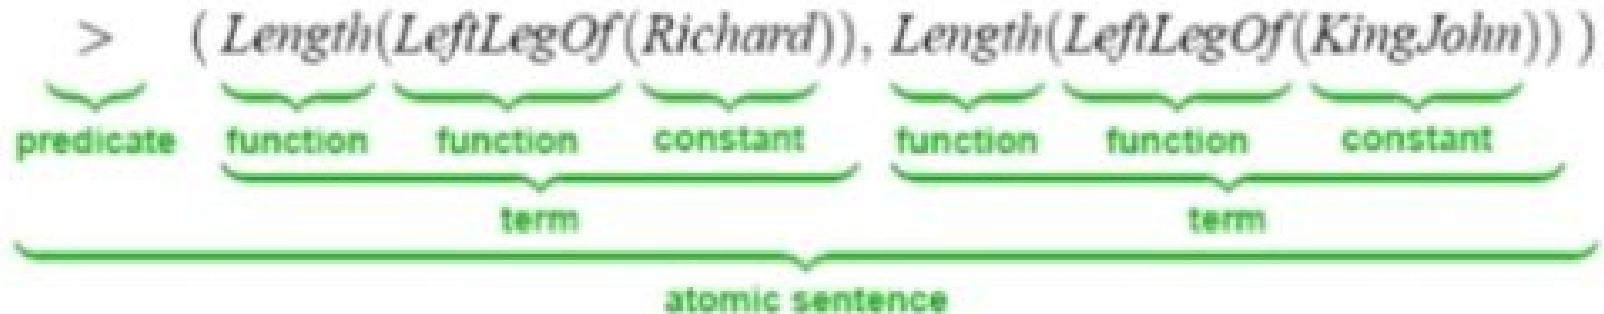 > ( Length(LeftLegOf(Richard)), Length(LeftLegOf(KingJohn)) )
predicate function function constant function function constant
term term
atomic sentence